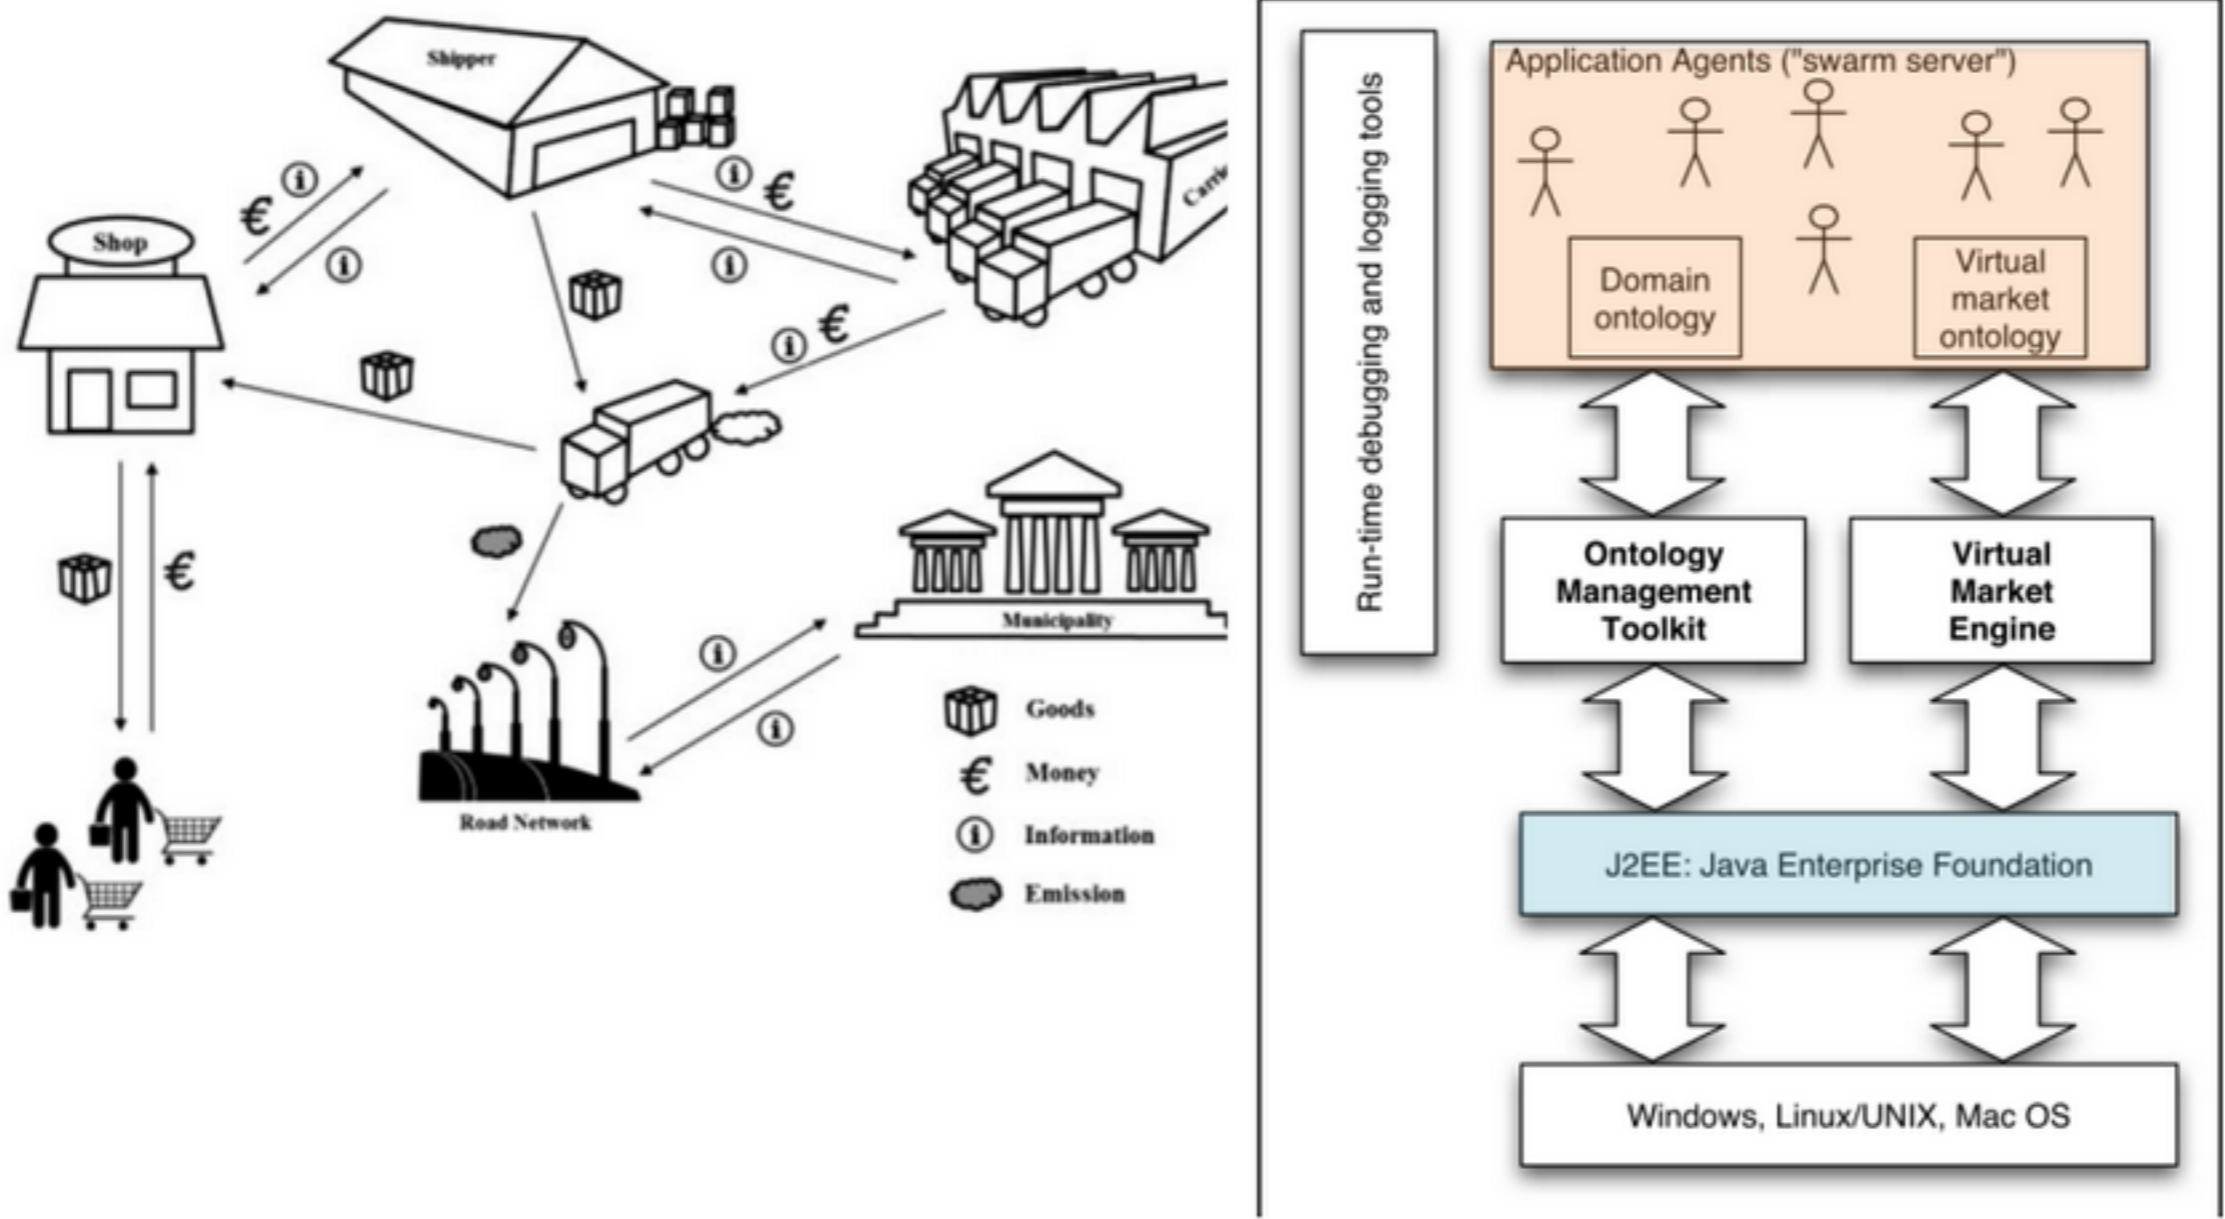 Shipper
Shop
Municipality
Goods
Money
Information
Emission
Road Network
Run-time debugging and logging tools
Application Agents ("swarm server")
Domain
ontology
Virtual
market
ontology
Ontology
Management
Toolkit
Virtual
Market
Engine
J2EE: Java Enterprise Foundation
Windows, Linux/UNIX, Mac OS